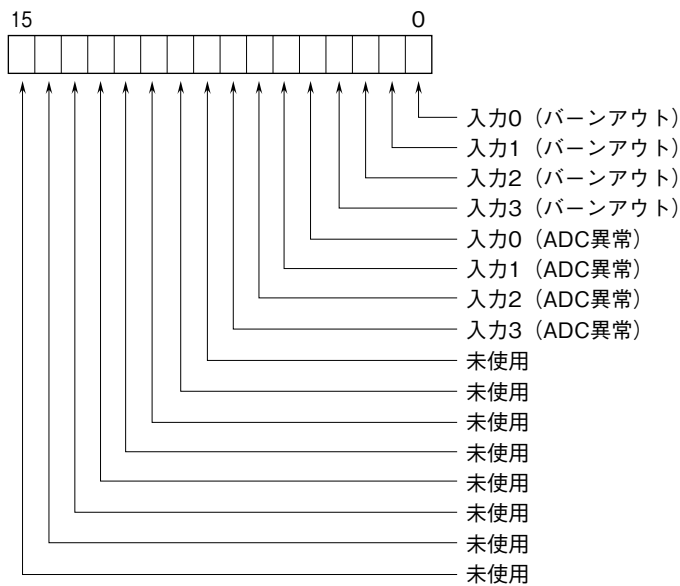 15 0
入力0（バーンアウト）
入力1（バーンアウト）
入力2（バーンアウト）
入力3（バーンアウト）
入力0（ADC異常）
入力1（ADC異常）
入力2（ADC異常）
入力3（ADC異常）
未使用
未使用
未使用
未使用
未使用
未使用
未使用
未使用